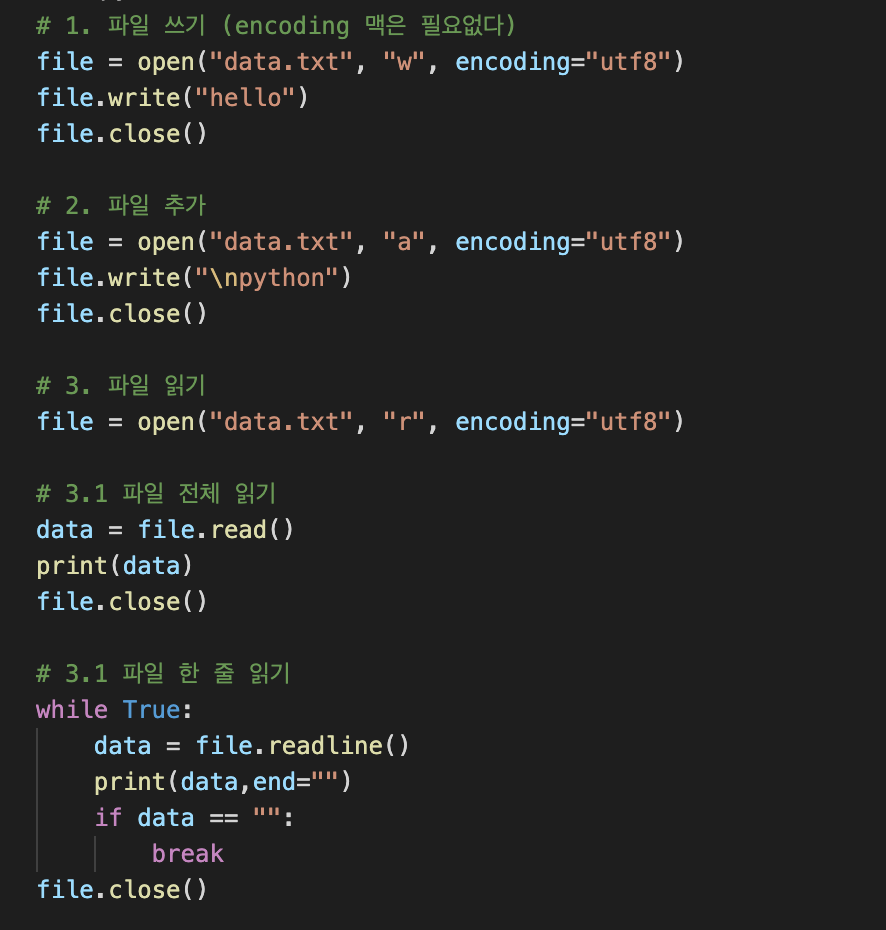 # 1. 파일 쓰기 (encoding 맥은 필요없다)
file = open("data.txt", "w", encoding="utf8")
file.write("hello")
file.close()
# 2. 파일 추가
file = open("data.txt", "a", encoding="utf8")
file.write("\npython")
file.close()
# 3. 파일 읽기
file = open("data.txt", "r", encoding="utf8")
# 3.1 파일 전체 읽기
data = file.read()
print(data)
file.close()
# 3.1 파일 한 줄 읽기
while True:
    data = file.readline()
    print(data,end="")
    if data == "":
        break
file.close()